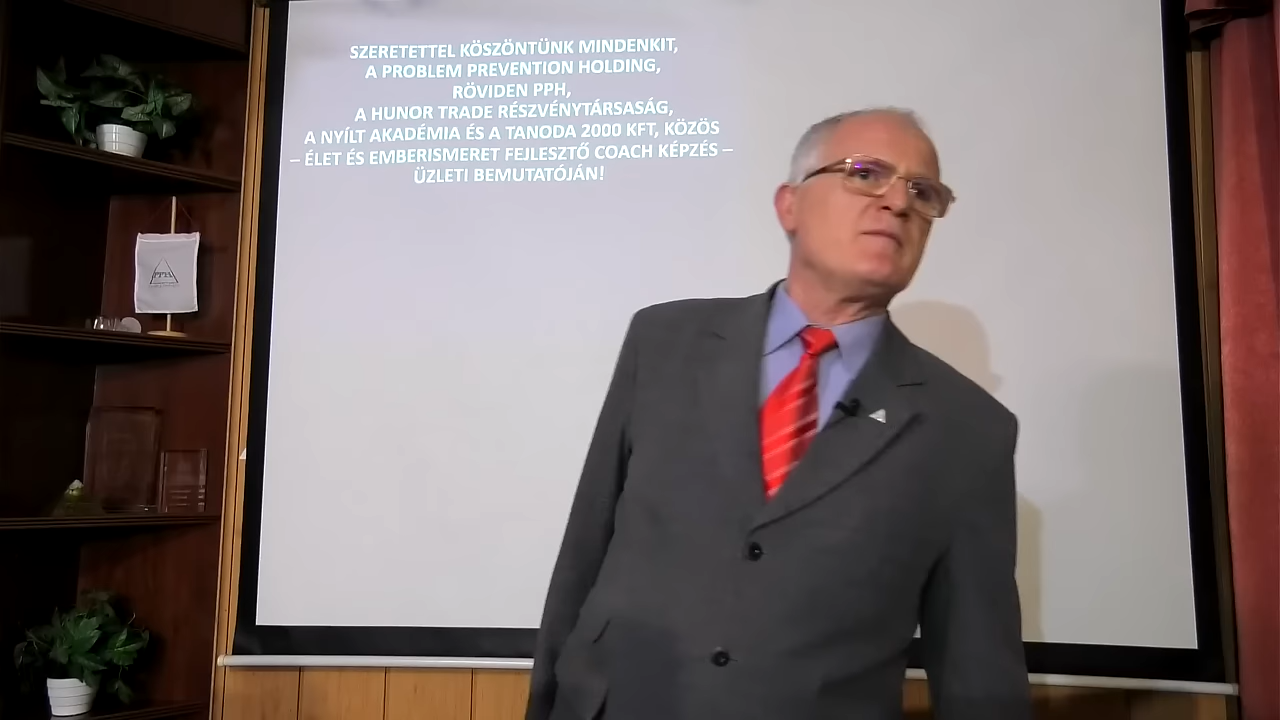 SZERETETTEL KÖSZÖNTÜNK MINDENKIT,
A PROBLEM PREVENTION HOLDING,
RÖVIDEN PPH,
A HUNOR TRADE RÉSZVÉNYTÁRSASÁG,
A NYÍLT AKADÉMIA ÉS A TANODA 2000 KFT, KÖZÖS
– ÉLET ÉS EMBERISMERET FEJLESZTŐ COACH KÉPZÉS –
ÜZLETI BEMUTATÓJÁN!